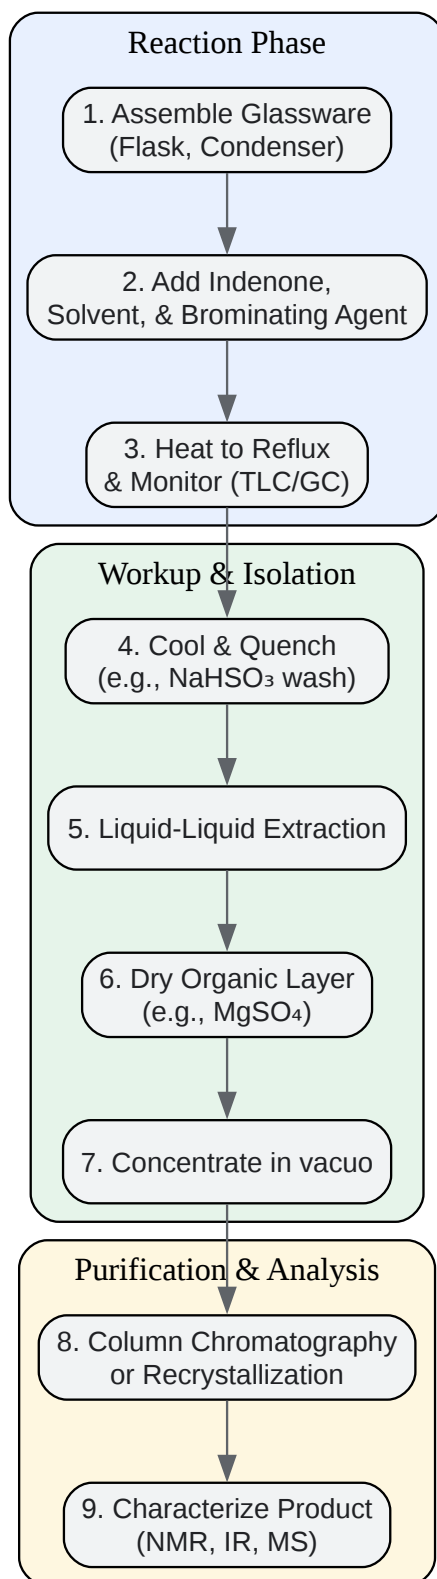 Reaction Phase
1. Assemble Glassware
(Flask, Condenser)
2. Add Indenone,
Solvent, & Brominating Agent
3. Heat to Reflux
& Monitor (TLC/GC)
Workup & Isolation
4. Cool & Quench
(e.g., NaHSO₃ wash)
5. Liquid-Liquid Extraction
6. Dry Organic Layer
(e.g., MgSO₄)
7. Concentrate in vacuo
Purification & Analysis
8. Column Chromatography
or Recrystallization
9. Characterize Product
(NMR, IR, MS)